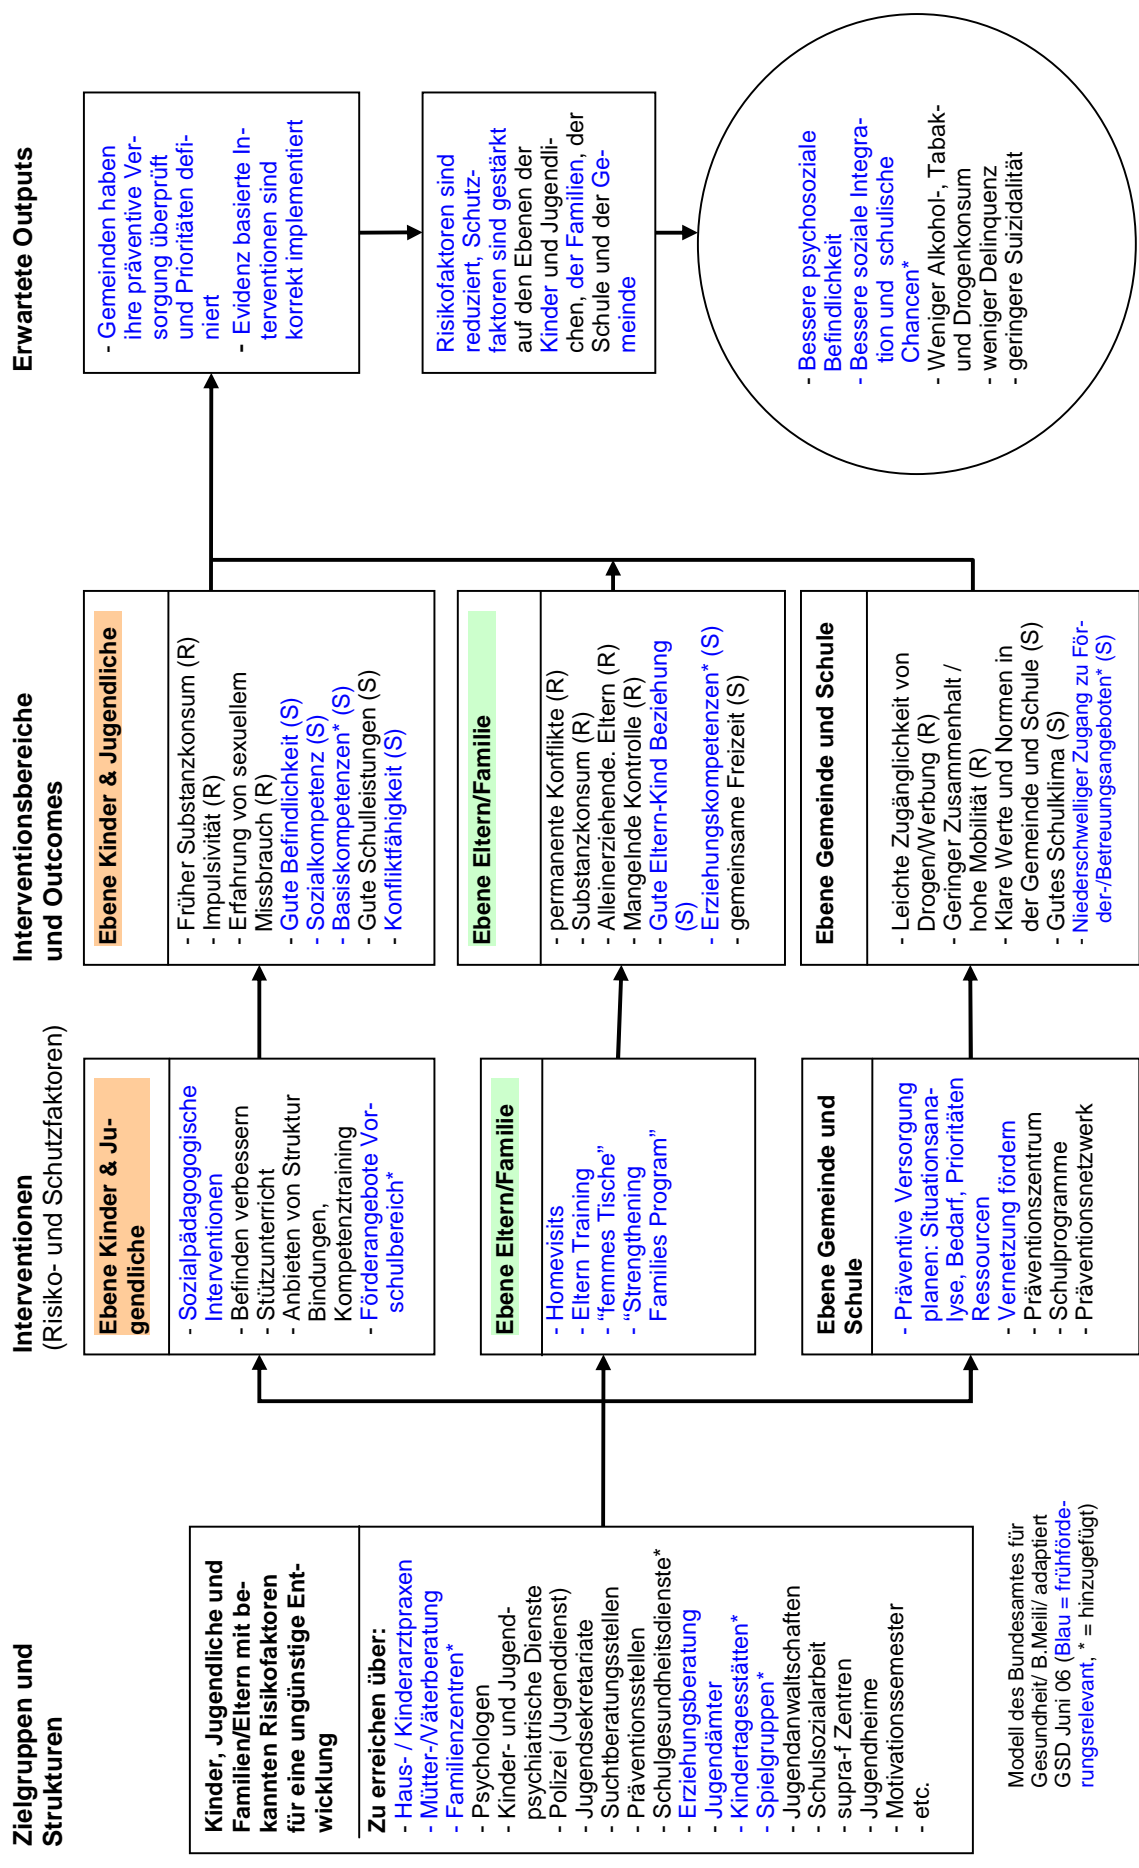 Zielgruppen und
Strukturen
Kinder, Jugendliche und
Familien/Eltern mit be-
kannten Risikofaktoren
für eine ungünstige Ent-
wicklung
Zu erreichen über:
- Haus- / Kinderarztpraxen
- Mütter-/Väterberatung
- Familienzentren*
- Psychologen
- Kinder- und Jugend-
psychiatrische Dienste
- Polizei (Jugenddienst)
- Jugendsekretariate
- Suchtberatungsstellen
- Präventionsstellen
- Schulgesundheitsdienste*
- Erziehungsberatung
- Jugendämter
- Kindertagesstätten*
- Spielgruppen*
- Jugendanwaltschaften
- Schulsozialarbeit
- supra-f Zentren
- Jugendheime
- Motivationssemester
- etc.
Modell des Bundesamtes für
Gesundheit/ B.Meili/ adaptiert
GSD Juni 06 (Blau = frühförde-
rungsrelevant, * = hinzugefügt)
Interventionen
(Risiko- und Schutzfaktoren)
Ebene Kinder & Ju-
gendliche
- Sozialpädagogogische
Interventionen
- Befinden verbessern
- Stützunterricht
- Anbieten von Struktur
Bindungen,
Kompetenztraining
- Förderangebote Vor-
schulbereich*
Ebene Eltern/Familie
- Homevisits
- Eltern Training
- "femmes Tische"
- "Strengthening
Families Program"
Ebene Gemeinde und
Schule
- Präventive Versorgung
planen: Situationsana-
lyse, Bedarf, Prioritäten
Ressourcen
- Vernetzung fördern
- Präventionszentrum
- Schulprogramme
- Präventionsnetzwerk
Interventionsbereiche
und Outcomes
Ebene Kinder & Jugendliche
- Früher Substanzkonsum (R)
- Impulsivität (R)
- Erfahrung von sexuellem
Missbrauch (R)
- Gute Befindlichkeit (S)
- Sozialkompetenz (S)
- Basiskompetenzen* (S)
- Gute Schulleistungen (S)
- Konfliktfähigkeit (S)
Ebene Eltern/Familie
- permanente Konflikte (R)
- Substanzkonsum (R)
- Alleinerziehende. Eltern (R)
- Mangelnde Kontrolle (R)
- Gute Eltern-Kind Beziehung
(S)
- Erziehungskompetenzen* (S)
- gemeinsame Freizeit (S)
Ebene Gemeinde und Schule
- Leichte Zugänglichkeit von
Drogen/Werbung (R)
- Geringer Zusammenhalt /
hohe Mobilität (R)
- Klare Werte und Normen in
der Gemeinde und Schule (S)
- Gutes Schulklima (S)
- Niederschwelliger Zugang zu För-
der-/Betreuungsangeboten* (S)
Erwartete Outputs
- Gemeinden haben
ihre präventive Ver-
sorgung überprüft
und Prioritäten defi-
niert
- Evidenz basierte In-
terventionen sind
korrekt implementiert
Risikofaktoren sind
reduziert, Schutz-
faktoren sind gestärkt
auf den Ebenen der
Kinder und Jugendli-
chen, der Familien, der
Schule und der Ge-
meinde
- Bessere psychosoziale
Befindlichkeit
- Bessere soziale Integra-
tion und schulische
Chancen*
- Weniger Alkohol-, Tabak-
und Drogenkonsum
- weniger Delinquenz
- geringere Suizidalität